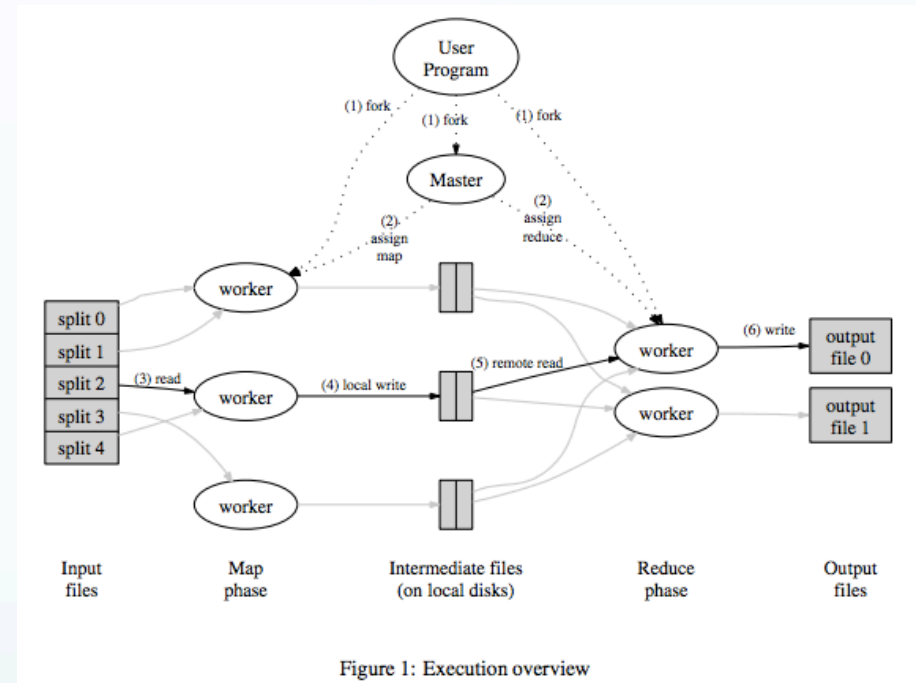 User
Program
(1) fork
(1) fork
(1) fork
Master
(2)
assign
map
(2)
assign
reduce
worker
split 0
split 1
split 2
split 3
split 4
(3) read
worker
(4) local write
(5) remote read
worker
(6) write
output
file 0
worker
output
file 1
worker
Input
files
Map
phase
Intermediate files
(on local disks)
Reduce
phase
Output
files
Figure 1: Execution overview